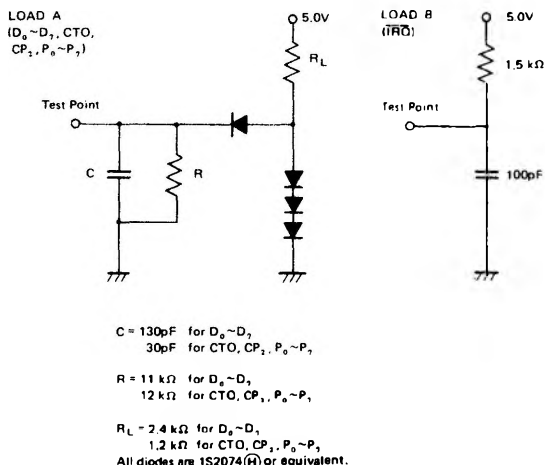 LOAD A
(D₀~D₇, CTO,
CP₂, P₀~P₇)
5.0V
R_L
Test Point
C
R
LOAD B
(I̅R̅Q̅)
5.0V
1.5 kΩ
Test Point
100pF
C = 130pF for D₀~D₇
30pF for CTO, CP₂, P₀~P₇
R = 11 kΩ for D₀~D₇
12 kΩ for CTO, CP₂, P₀~P₇
R_L = 2.4 kΩ for D₀~D₇
1.2 kΩ for CTO, CP₂, P₀~P₇
All diodes are 1S2074Ⓗ or equivalent.